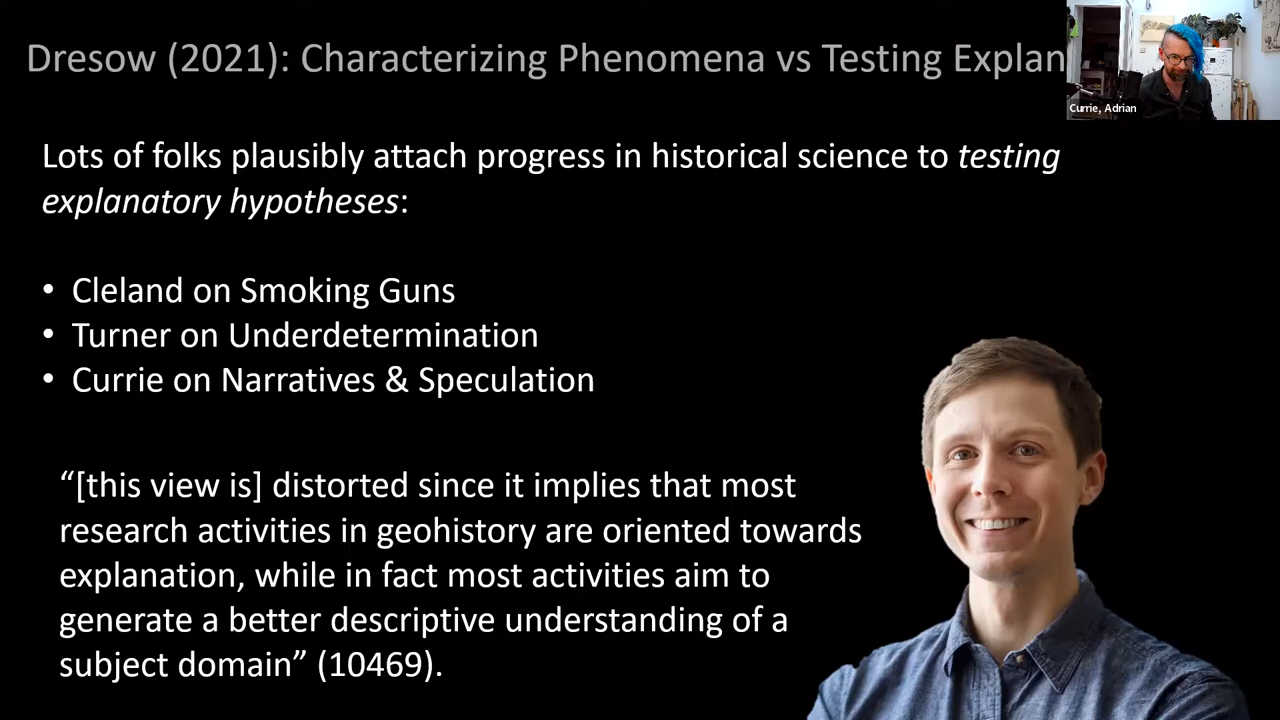 Dresow (2021): Characterizing Phenomena vs Testing Explan
Currie, Adrian
Lots of folks plausibly attach progress in historical science to testing
explanatory hypotheses:
• Cleland on Smoking Guns
• Turner on Underdetermination
• Currie on Narratives & Speculation
“[this view is] distorted since it implies that most
research activities in geohistory are oriented towards
explanation, while in fact most activities aim to
generate a better descriptive understanding of a
subject domain” (10469).